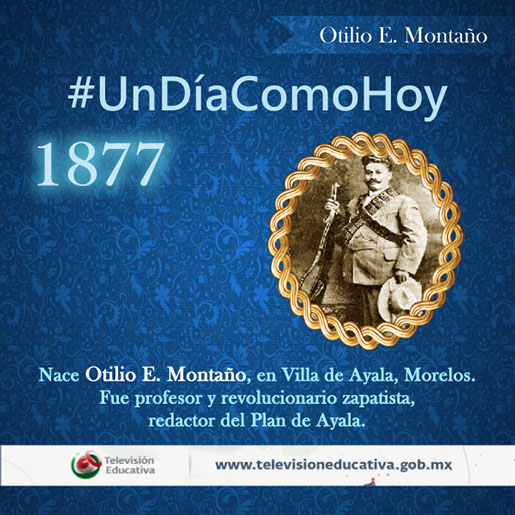 Otilio E. Montaño
#UnDíaComoHoy
1877
Nace Otilio E. Montaño, en Villa de Ayala, Morelos.
Fue profesor y revolucionario zapatista,
redactor del Plan de Ayala.
Televisión
Educativa
www.televisioneducativa.gob.mx